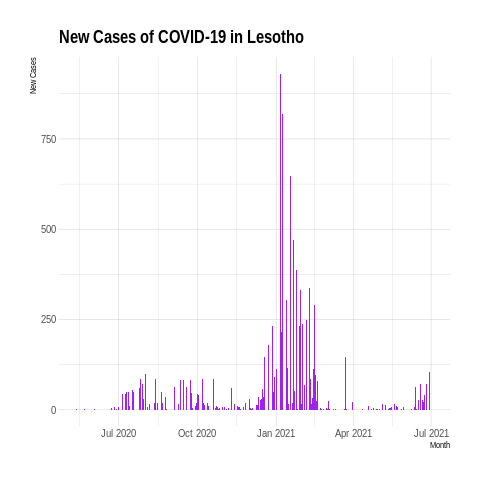 New Cases of COVID-19 in Lesotho
New Cases
750
500
250
0
Jul 2020 Oct 2020 Jan 2021 Apr 2021 Jul 2021
Month